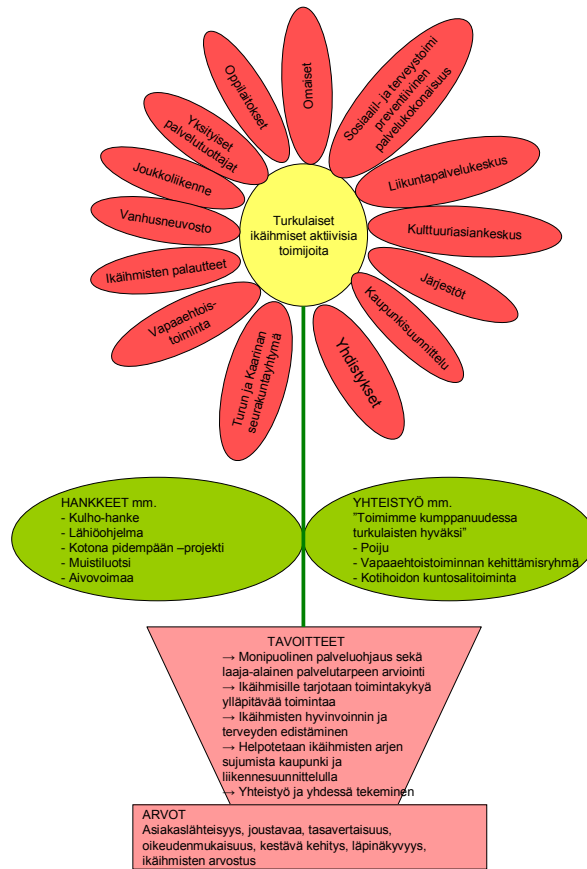 Omaiset
Sosiaalil- ja terveystoimi
preventiivinen
palvelukokonaisuus
Liikuntapalvelukeskus
Kulttuuriasiankeskus
Järjestöt
Kaupunkisuunnittelu
Yhdistykset
Turun ja Kaarinan
seurakuntayhtymä
Vapaaehtois-
toiminta
Ikäihmisten palautteet
Vanhusneuvosto
Joukkoliikenne
Yksityiset
palvelutuottajat
Oppilaitokset
Turkulaiset
ikäihmiset aktiivisia
toimijoita
HANKKEET mm.
- Kulho-hanke
- Lähiöohjelma
- Kotona pidempään –projekti
- Muistiluotsi
- Aivovoimaa
YHTEISTYÖ mm.
”Toimimme kumppanuudessa
turkulaisten hyväksi”
- Poiju
- Vapaaehtoistoiminnan kehittämisryhmä
- Kotihoidon kuntosalitoiminta
TAVOITTEET
→ Monipuolinen palveluohjaus sekä
laaja-alainen palvelutarpeen arviointi
→ Ikäihmisille tarjotaan toimintakykyä
ylläpitävää toimintaa
→ Ikäihmisten hyvinvoinnin ja
terveyden edistäminen
→ Helpotetaan ikäihmisten arjen
sujumista kaupunki ja
liikennesuunnittelulla
→ Yhteistyö ja yhdessä tekeminen
ARVOT
Asiakaslähteisyys, joustavaa, tasavertaisuus,
oikeudenmukaisuus, kestävä kehitys, läpinäkyvyys,
ikäihmisten arvostus